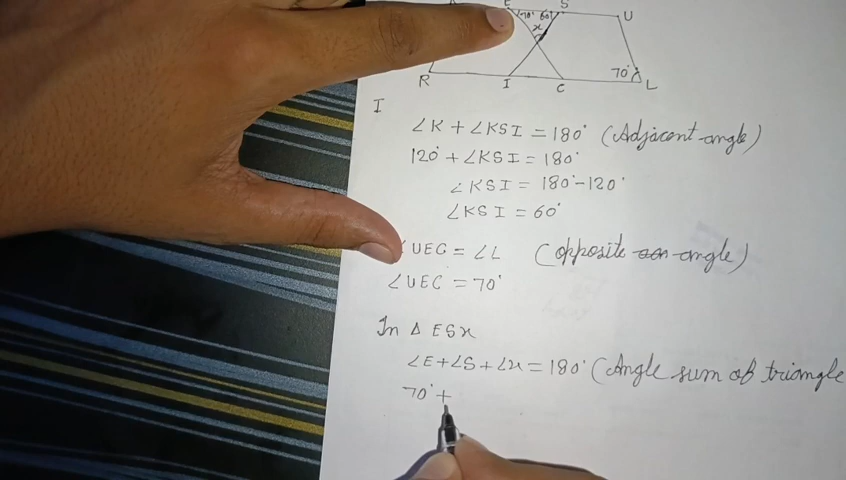 E S U
70° 60°
x
70°
R I C L
I
∠K + ∠KSI = 180° (Adjacent angle)
120° + ∠KSI = 180°
∠KSI = 180° - 120°
∠KSI = 60°
∠UEC = ∠L (opposite angle)
∠UEC = 70°
In Δ ESx
∠E + ∠S + ∠x = 180° (Angle sum of triangle
70° +